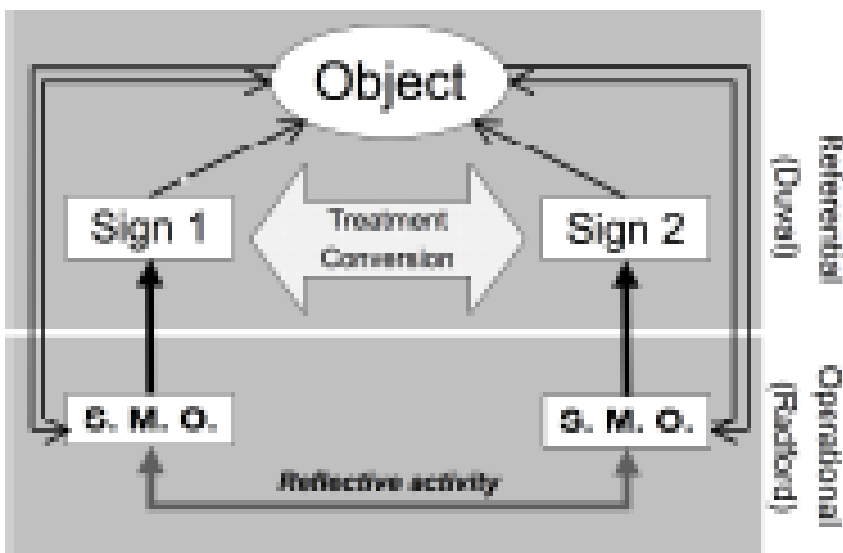 Object
Sign 1
Treatment
Conversion
Sign 2
Referential
(Duval)
S. M. O.
S. M. O.
Reflective activity
Operational
(Radford)